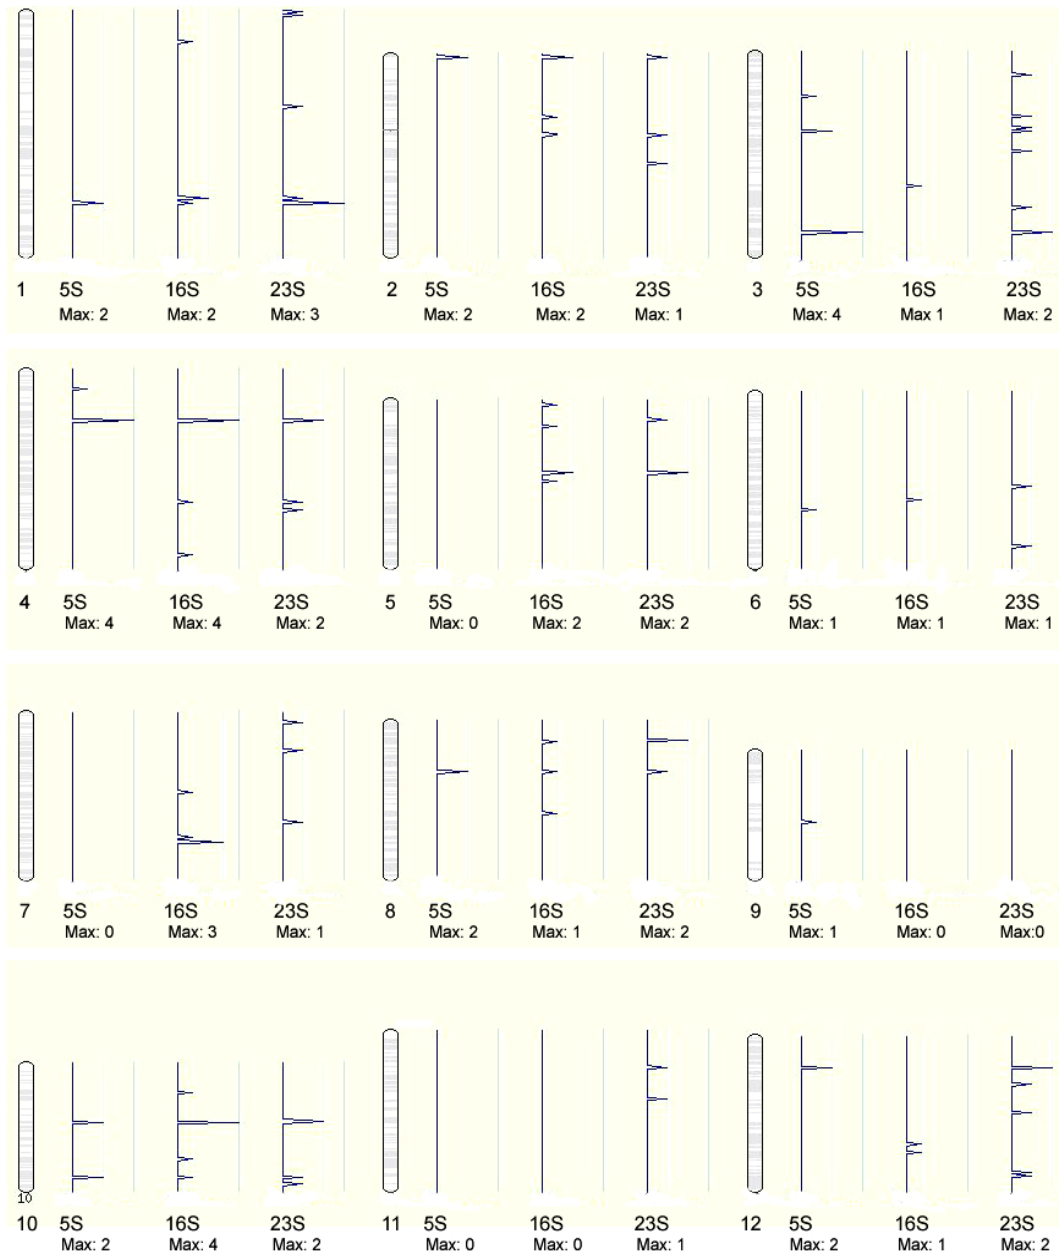 1 5S 16S 23S 2 5S 16S 23S 3 5S 16S 23S
Max: 2 Max: 2 Max: 3 Max: 2 Max: 2 Max: 1 Max: 4 Max 1 Max: 2
4 5S 16S 23S 5 5S 16S 23S 6 5S 16S 23S
Max: 4 Max: 4 Max: 2 Max: 0 Max: 2 Max: 2 Max: 1 Max: 1 Max: 1
7 5S 16S 23S 8 5S 16S 23S 9 5S 16S 23S
Max: 0 Max: 3 Max: 1 Max: 2 Max: 1 Max: 2 Max: 1 Max: 0 Max:0
10
10 5S 16S 23S 11 5S 16S 23S 12 5S 16S 23S
Max: 2 Max: 4 Max: 2 Max: 0 Max: 0 Max: 1 Max: 2 Max: 1 Max: 2